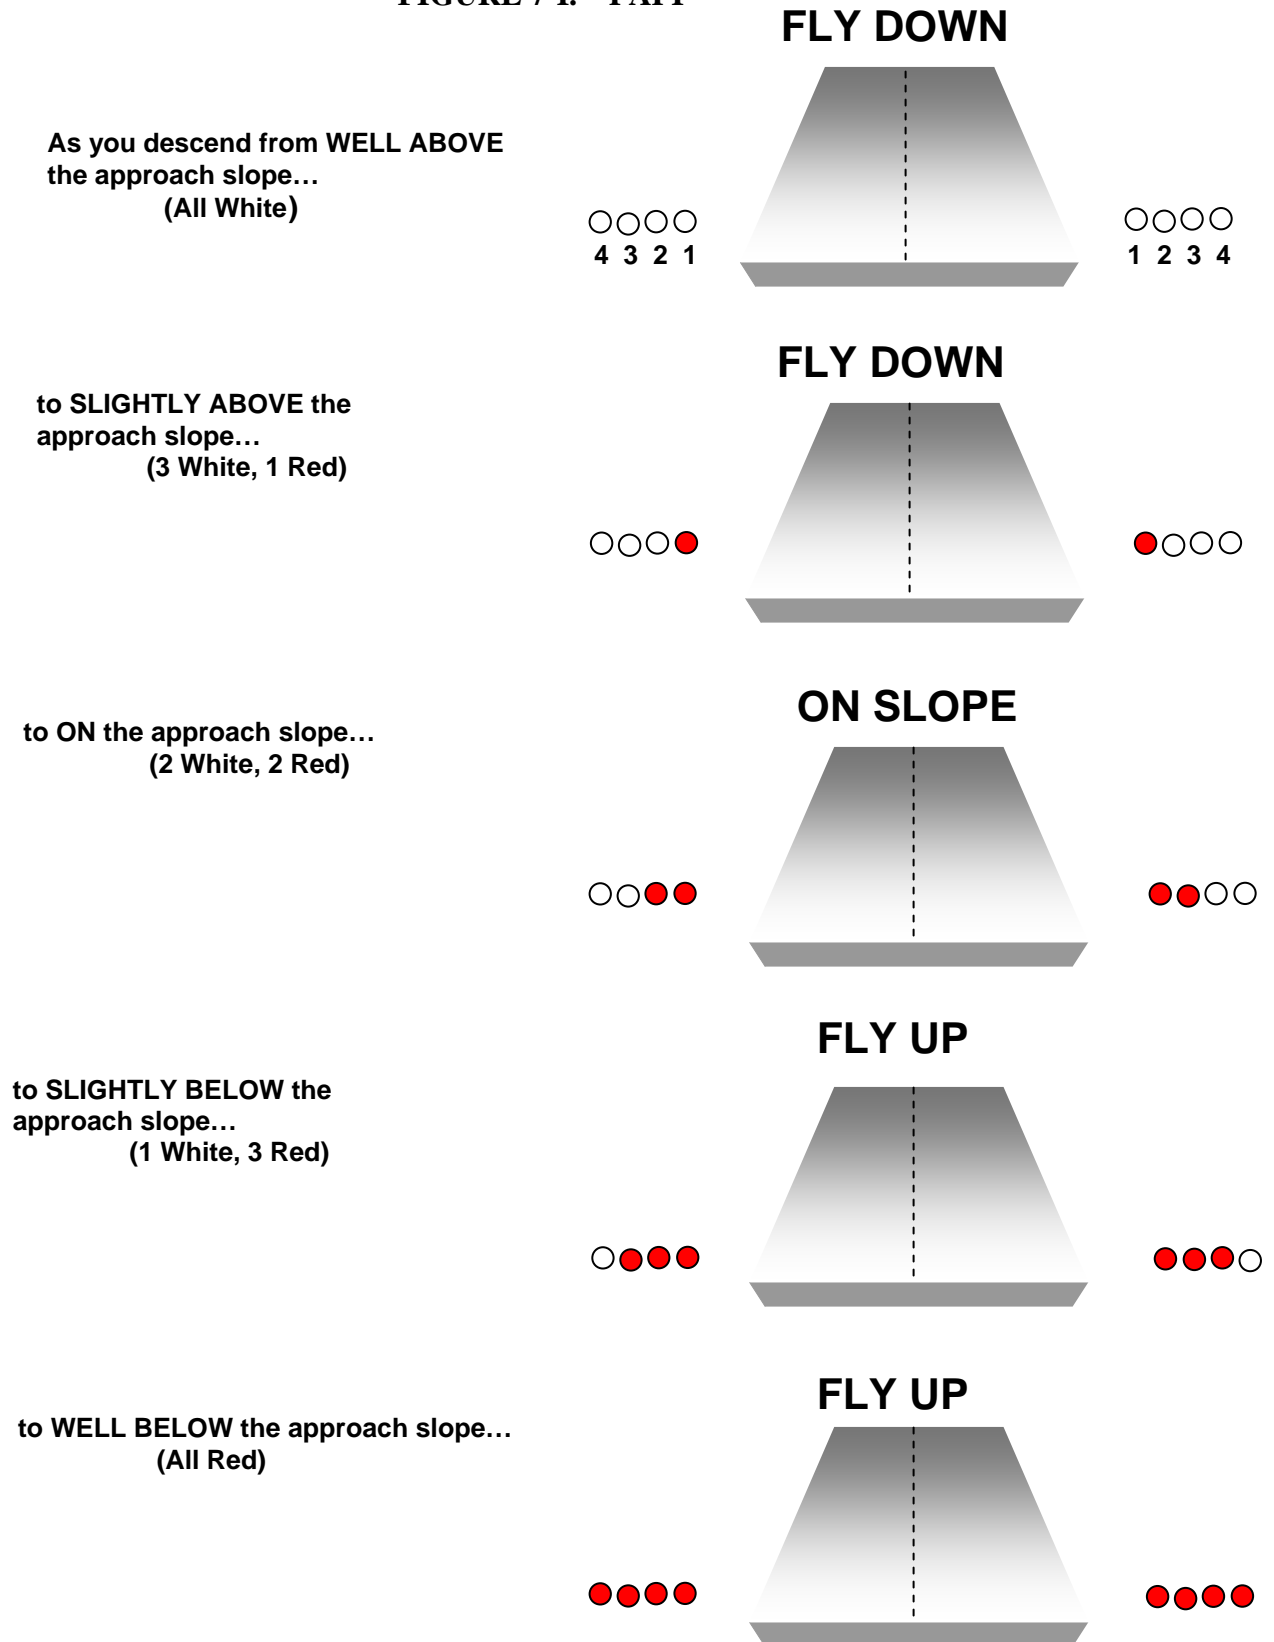 FLY DOWN
As you descend from WELL ABOVE
the approach slope…
(All White)
4 3 2 1
1 2 3 4
FLY DOWN
to SLIGHTLY ABOVE the
approach slope…
(3 White, 1 Red)
ON SLOPE
to ON the approach slope…
(2 White, 2 Red)
FLY UP
to SLIGHTLY BELOW the
approach slope…
(1 White, 3 Red)
FLY UP
to WELL BELOW the approach slope…
(All Red)